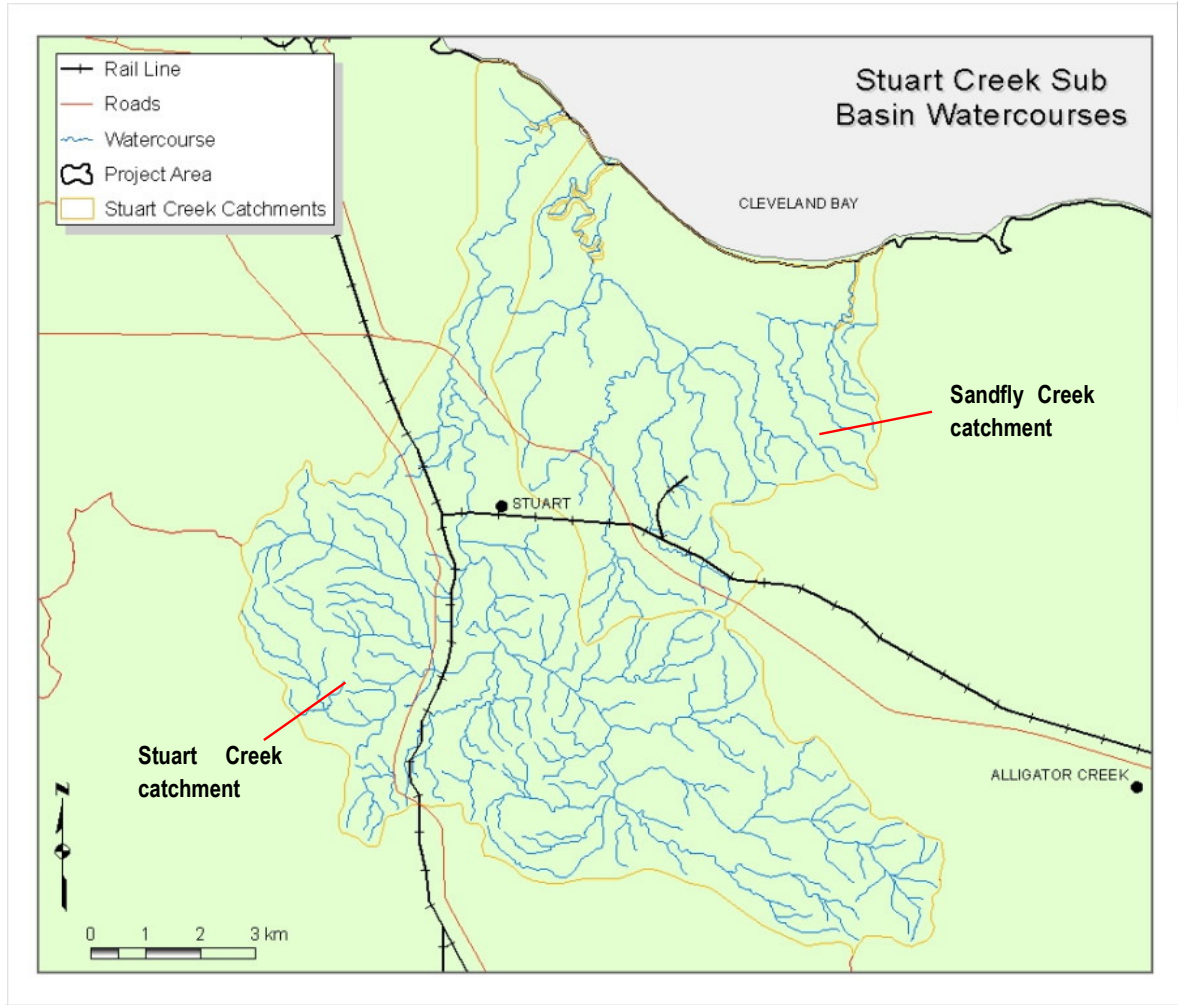 Rail Line
Roads
Watercourse
Project Area
Stuart Creek Catchments
Stuart Creek Sub
Basin Watercourses
CLEVELAND BAY
Sandfly Creek
catchment
STUART
Stuart Creek
catchment
ALLIGATOR CREEK
N
0 1 2 3 km